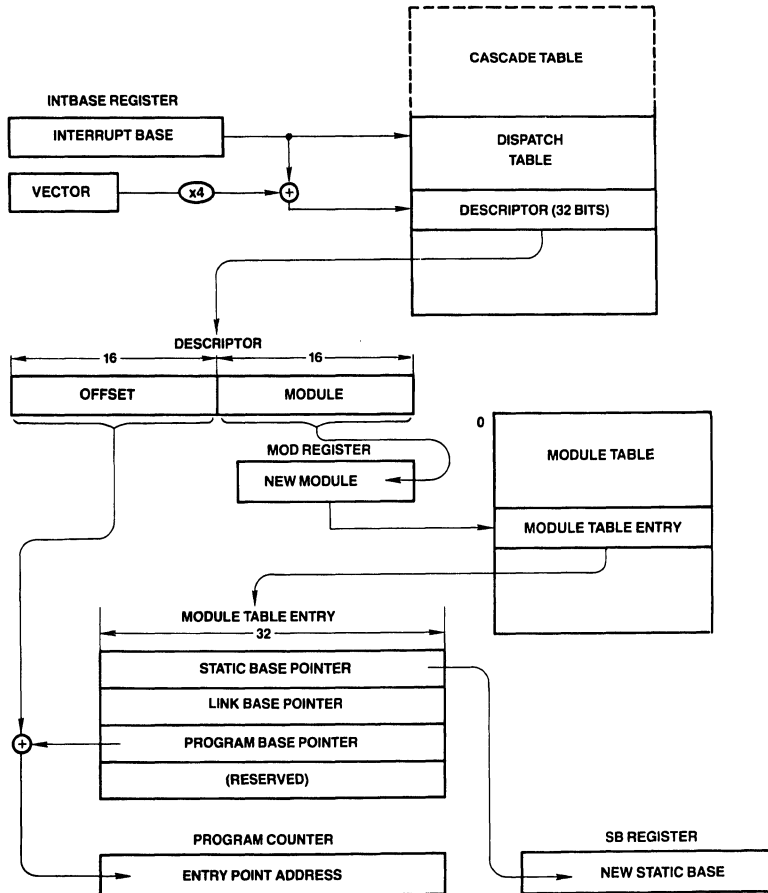 CASCADE TABLE
INTBASE REGISTER
INTERRUPT BASE
DISPATCH
TABLE
VECTOR
x4
+
DESCRIPTOR (32 BITS)
DESCRIPTOR
16
16
OFFSET
MODULE
0
MODULE TABLE
MOD REGISTER
NEW MODULE
MODULE TABLE ENTRY
MODULE TABLE ENTRY
32
STATIC BASE POINTER
LINK BASE POINTER
+
PROGRAM BASE POINTER
(RESERVED)
PROGRAM COUNTER
SB REGISTER
ENTRY POINT ADDRESS
NEW STATIC BASE